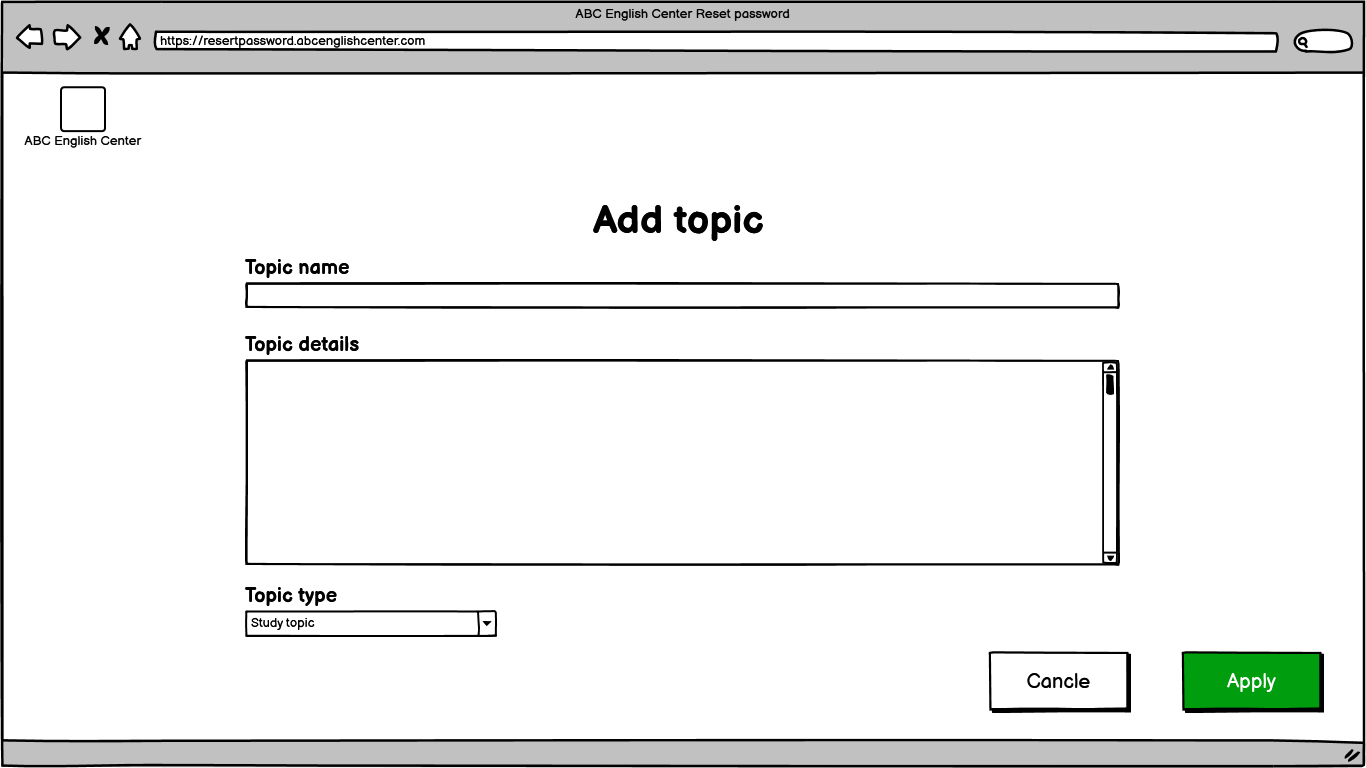 ABC English Center Reset password
https://resertpassword.abcenglishcenter.com
ABC English Center
Add topic
Topic name
Topic details
Topic type
Study topic
Cancle
Apply